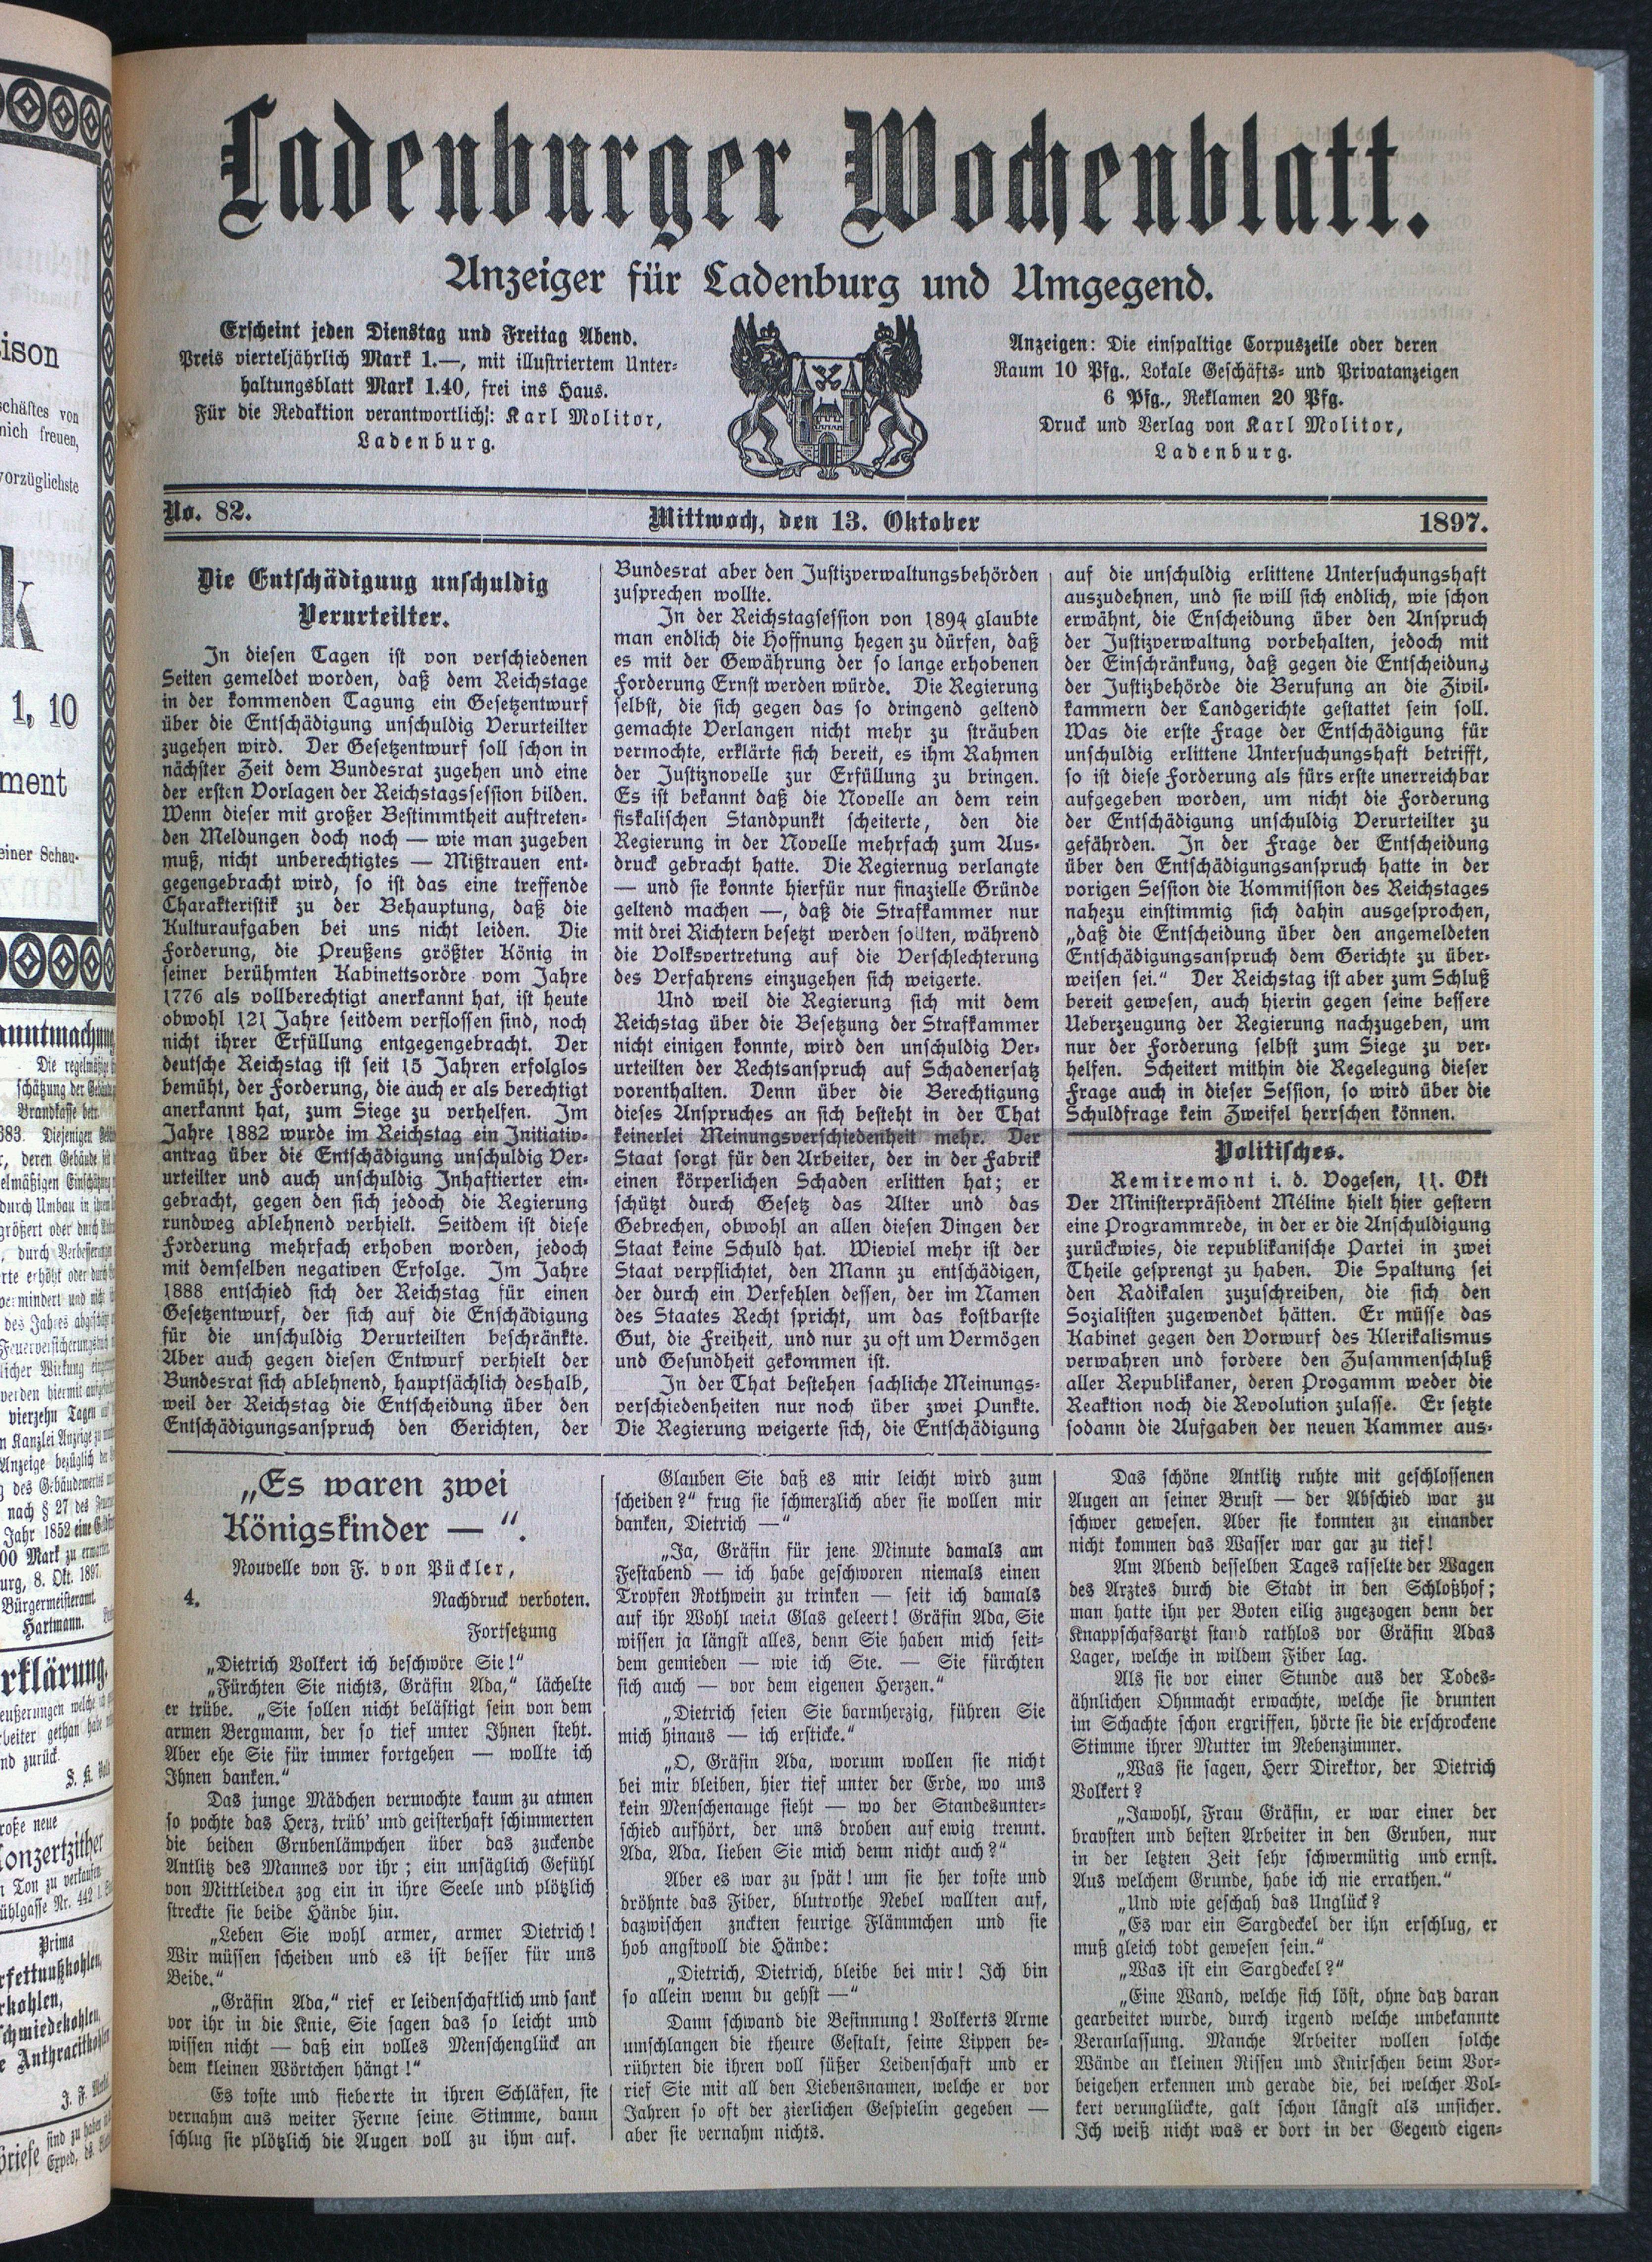 Ladenburger Wochenblatt.
Anzeiger für Ladenburg und Umgegend.
Erscheint jeden Dienstag und Freitag Abend.
Preis vierteljährlich Mark 1.—, mit illustriertem Unter-
haltungsblatt Mark 1.40, frei ins Haus.
Für die Redaktion verantwortlich: Karl Molitor,
Ladenburg.
Anzeigen: Die einspaltige Corpuszeile oder deren
Raum 10 Pfg., Lokale Geschäfts- und Privatanzeigen
6 Pfg., Reklamen 20 Pfg.
Druck und Verlag von Karl Molitor,
Ladenburg.
No. 82.
Mittwoch, den 13. Oktober
1897.
Die Entschädigung unschuldig
Verurteilter.
In diesen Tagen ist von verschiedenen
Seiten gemeldet worden, daß dem Reichstage
in der kommenden Tagung ein Gesetzentwurf
über die Entschädigung unschuldig Verurteilter
zugehen wird. Der Gesetzentwurf soll schon in
nächster Zeit dem Bundesrat zugehen und eine
der ersten Vorlagen der Reichstagssession bilden.
Wenn dieser mit großer Bestimmtheit auftreten-
den Meldungen doch noch — wie man zugeben
muß, nicht unberechtigtes — Mißtrauen ent-
gegengebracht wird, so ist das eine treffende
Charakteristik zu der Behauptung, daß die
Kulturaufgaben bei uns nicht leiden. Die
Forderung, die Preußens größter König in
seiner berühmten Kabinettsordre vom Jahre
1776 als vollberechtigt anerkannt hat, ist heute
obwohl 121 Jahre seitdem verflossen sind, noch
nicht ihrer Erfüllung entgegengebracht. Der
deutsche Reichstag ist seit 15 Jahren erfolglos
bemüht, der Forderung, die auch er als berechtigt
anerkannt hat, zum Siege zu verhelfen. Im
Jahre 1882 wurde im Reichstag ein Initiativ-
antrag über die Entschädigung unschuldig Ver-
urteilter und auch unschuldig Inhaftierter ein-
gebracht, gegen den sich jedoch die Regierung
rundweg ablehnend verhielt. Seitdem ist diese
Forderung mehrfach erhoben worden, jedoch
mit demselben negativen Erfolge. Im Jahre
1888 entschied sich der Reichstag für einen
Gesetzentwurf, der sich auf die Enschädigung
für die unschuldig Verurteilten beschränkte.
Aber auch gegen diesen Entwurf verhielt der
Bundesrat sich ablehnend, hauptsächlich deshalb,
weil der Reichstag die Entscheidung über den
Entschädigungsanspruch den Gerichten, der
Bundesrat aber den Justizverwaltungsbehörden
zusprechen wollte.
In der Reichstagsession von 1894 glaubte
man endlich die Hoffnung hegen zu dürfen, daß
es mit der Gewährung der so lange erhobenen
Forderung Ernst werden würde. Die Regierung
selbst, die sich gegen das so dringend geltend
gemachte Verlangen nicht mehr zu sträuben
vermochte, erklärte sich bereit, es ihm Rahmen
der Justiznovelle zur Erfüllung zu bringen.
Es ist bekannt daß die Novelle an dem rein
fiskalischen Standpunkt scheiterte, den die
Regierung in der Novelle mehrfach zum Aus-
druck gebracht hatte. Die Regiernug verlangte
— und sie konnte hierfür nur finazielle Gründe
geltend machen —, daß die Strafkammer nur
mit drei Richtern besetzt werden sollten, während
die Volksvertretung auf die Verschlechterung
des Verfahrens einzugehen sich weigerte.
Und weil die Regierung sich mit dem
Reichstag über die Besetzung der Strafkammer
nicht einigen konnte, wird den unschuldig Ver-
urteilten der Rechtsanspruch auf Schadenersatz
vorenthalten. Denn über die Berechtigung
dieses Anspruches an sich besteht in der That
keinerlei Meinungsverschiedenheit mehr. Der
Staat sorgt für den Arbeiter, der in der Fabrik
einen körperlichen Schaden erlitten hat; er
schützt durch Gesetz das Alter und das
Gebrechen, obwohl an allen diesen Dingen der
Staat keine Schuld hat. Wieviel mehr ist der
Staat verpflichtet, den Mann zu entschädigen,
der durch ein Verfehlen dessen, der im Namen
des Staates Recht spricht, um das kostbarste
Gut, die Freiheit, und nur zu oft um Vermögen
und Gesundheit gekommen ist.
In der That bestehen sachliche Meinungs-
verschiedenheiten nur noch über zwei Punkte.
Die Regierung weigerte sich, die Entschädigung
auf die unschuldig erlittene Untersuchungshaft
auszudehnen, und sie will sich endlich, wie schon
erwähnt, die Enscheidung über den Anspruch
der Justizverwaltung vorbehalten, jedoch mit
der Einschränkung, daß gegen die Entscheidung
der Justizbehörde die Berufung an die Zivil-
kammern der Landgerichte gestattet sein soll.
Was die erste Frage der Entschädigung für
unschuldig erlittene Untersuchungshaft betrifft,
so ist diese Forderung als fürs erste unerreichbar
aufgegeben worden, um nicht die Forderung
der Entschädigung unschuldig Verurteilter zu
gefährden. In der Frage der Entscheidung
über den Entschädigungsanspruch hatte in der
vorigen Session die Kommission des Reichstages
nahezu einstimmig sich dahin ausgesprochen,
„daß die Entscheidung über den angemeldeten
Entschädigungsanspruch dem Gerichte zu über-
weisen sei.“ Der Reichstag ist aber zum Schluß
bereit gewesen, auch hierin gegen seine bessere
Ueberzeugung der Regierung nachzugeben, um
nur der Forderung selbst zum Siege zu ver-
helfen. Scheitert mithin die Regelegung dieser
Frage auch in dieser Session, so wird über die
Schuldfrage kein Zweifel herrschen können.
Politisches.
Remiremont i. d. Vogesen, 11. Okt
Der Ministerpräsident Méline hielt hier gestern
eine Programmrede, in der er die Anschuldigung
zurückwies, die republikanische Partei in zwei
Theile gesprengt zu haben. Die Spaltung sei
den Radikalen zuzuschreiben, die sich den
Sozialisten zugewendet hätten. Er müsse das
Kabinet gegen den Vorwurf des Klerikalismus
verwahren und fordere den Zusammenschluß
aller Republikaner, deren Progamm weder die
Reaktion noch die Revolution zulasse. Er setzte
sodann die Aufgaben der neuen Kammer aus-
„Es waren zwei
Königskinder — “.
Nouvelle von F. von Pückler,
4.
Nachdruck verboten.
Fortsetzung
„Dietrich Volkert ich beschwöre Sie!“
„Fürchten Sie nichts, Gräfin Ada,“ lächelte
er trübe. „Sie sollen nicht belästigt sein von dem
armen Bergmann, der so tief unter Ihnen steht.
Aber ehe Sie für immer fortgehen — wollte ich
Ihnen danken.“
Das junge Mädchen vermochte kaum zu atmen
so pochte das Herz, trüb' und geisterhaft schimmerten
die beiden Grubenlämpchen über das zuckende
Antlitz des Mannes vor ihr; ein unsäglich Gefühl
von Mittleiden zog ein in ihre Seele und plötzlich
streckte sie beide Hände hin.
„Leben Sie wohl armer, armer Dietrich!
Wir müssen scheiden und es ist besser für uns
Beide.“
„Gräfin Ada,“ rief er leidenschaftlich und sank
vor ihr in die Knie, Sie sagen das so leicht und
wissen nicht — daß ein volles Menschenglück an
dem kleinen Wörtchen hängt!“
Es toste und fieberte in ihren Schläfen, sie
vernahm aus weiter Ferne seine Stimme, dann
schlug sie plötzlich die Augen voll zu ihm auf.
Glauben Sie daß es mir leicht wird zum
scheiden?“ frug sie schmerzlich aber sie wollen mir
danken, Dietrich —“
„Ja, Gräfin für jene Minute damals am
Festabend — ich habe geschworen niemals einen
Tropfen Rothwein zu trinken — seit ich damals
auf ihr Wohl mein Glas geleert! Gräfin Ada, Sie
wissen ja längst alles, denn Sie haben mich seit-
dem gemieden — wie ich Sie. — Sie fürchten
sich auch — vor dem eigenen Herzen.“
„Dietrich seien Sie barmherzig, führen Sie
mich hinaus — ich ersticke.“
„O, Gräfin Ada, worum wollen sie nicht
bei mir bleiben, hier tief unter der Erde, wo uns
kein Menschenauge sieht — wo der Standesunter-
schied aufhört, der uns droben auf ewig trennt.
Ada, Ada, lieben Sie mich denn nicht auch?“
Aber es war zu spät! um sie her toste und
dröhnte das Fiber, blutrothe Nebel wallten auf,
dazwischen zuckten feurige Flämmchen und sie
hob angstvoll die Hände:
„Dietrich, Dietrich, bleibe bei mir! Ich bin
so allein wenn du gehst —“
Dann schwand die Besinnung! Volkerts Arme
umschlangen die theure Gestalt, seine Lippen be-
rührten die ihren voll süßer Leidenschaft und er
rief Sie mit all den Liebesnamen, welche er vor
Jahren so oft der zierlichen Gespielin gegeben —
aber sie vernahm nichts.
Das schöne Antlitz ruhte mit geschlossenen
Augen an seiner Brust — der Abschied war zu
schwer gewesen. Aber sie konnten zu einander
nicht kommen das Wasser war gar zu tief!
Am Abend desselben Tages rasselte der Wagen
des Arztes durch die Stadt in den Schloßhof;
man hatte ihn per Boten eilig zugezogen denn der
Knappschafsartzt stand rathlos vor Gräfin Adas
Lager, welche in wildem Fiber lag.
Als sie vor einer Stunde aus der Todes-
ähnlichen Ohnmacht erwachte, welche sie drunten
im Schachte schon ergriffen, hörte sie die erschrockene
Stimme ihrer Mutter im Nebenzimmer.
„Was sie sagen, Herr Direktor, der Dietrich
Volkert?
„Jawohl, Frau Gräfin, er war einer der
bravsten und besten Arbeiter in den Gruben, nur
in der letzten Zeit sehr schwermütig und ernst.
Aus welchem Grunde, habe ich nie errathen.“
„Und wie geschah das Unglück?
„Es war ein Sargdeckel der ihn erschlug, er
muß gleich todt gewesen sein.“
„Was ist ein Sargdeckel?“
„Eine Wand, welche sich löst, ohne daß daran
gearbeitet wurde, durch irgend welche unbekannte
Veranlassung. Manche Arbeiter wollen solche
Wände an kleinen Rissen und Knirschen beim Vor-
beigehen erkennen und gerade die, bei welcher Vol-
kert verunglückte, galt schon längst als unsicher.
Ich weiß nicht was er dort in der Gegend eigen-